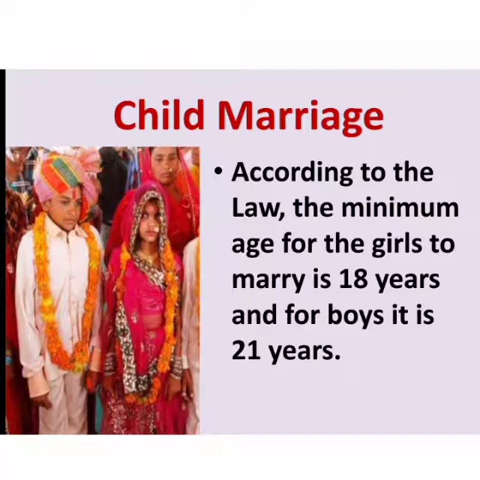 Child Marriage
• According to the
Law, the minimum
age for the girls to
marry is 18 years
and for boys it is
21 years.